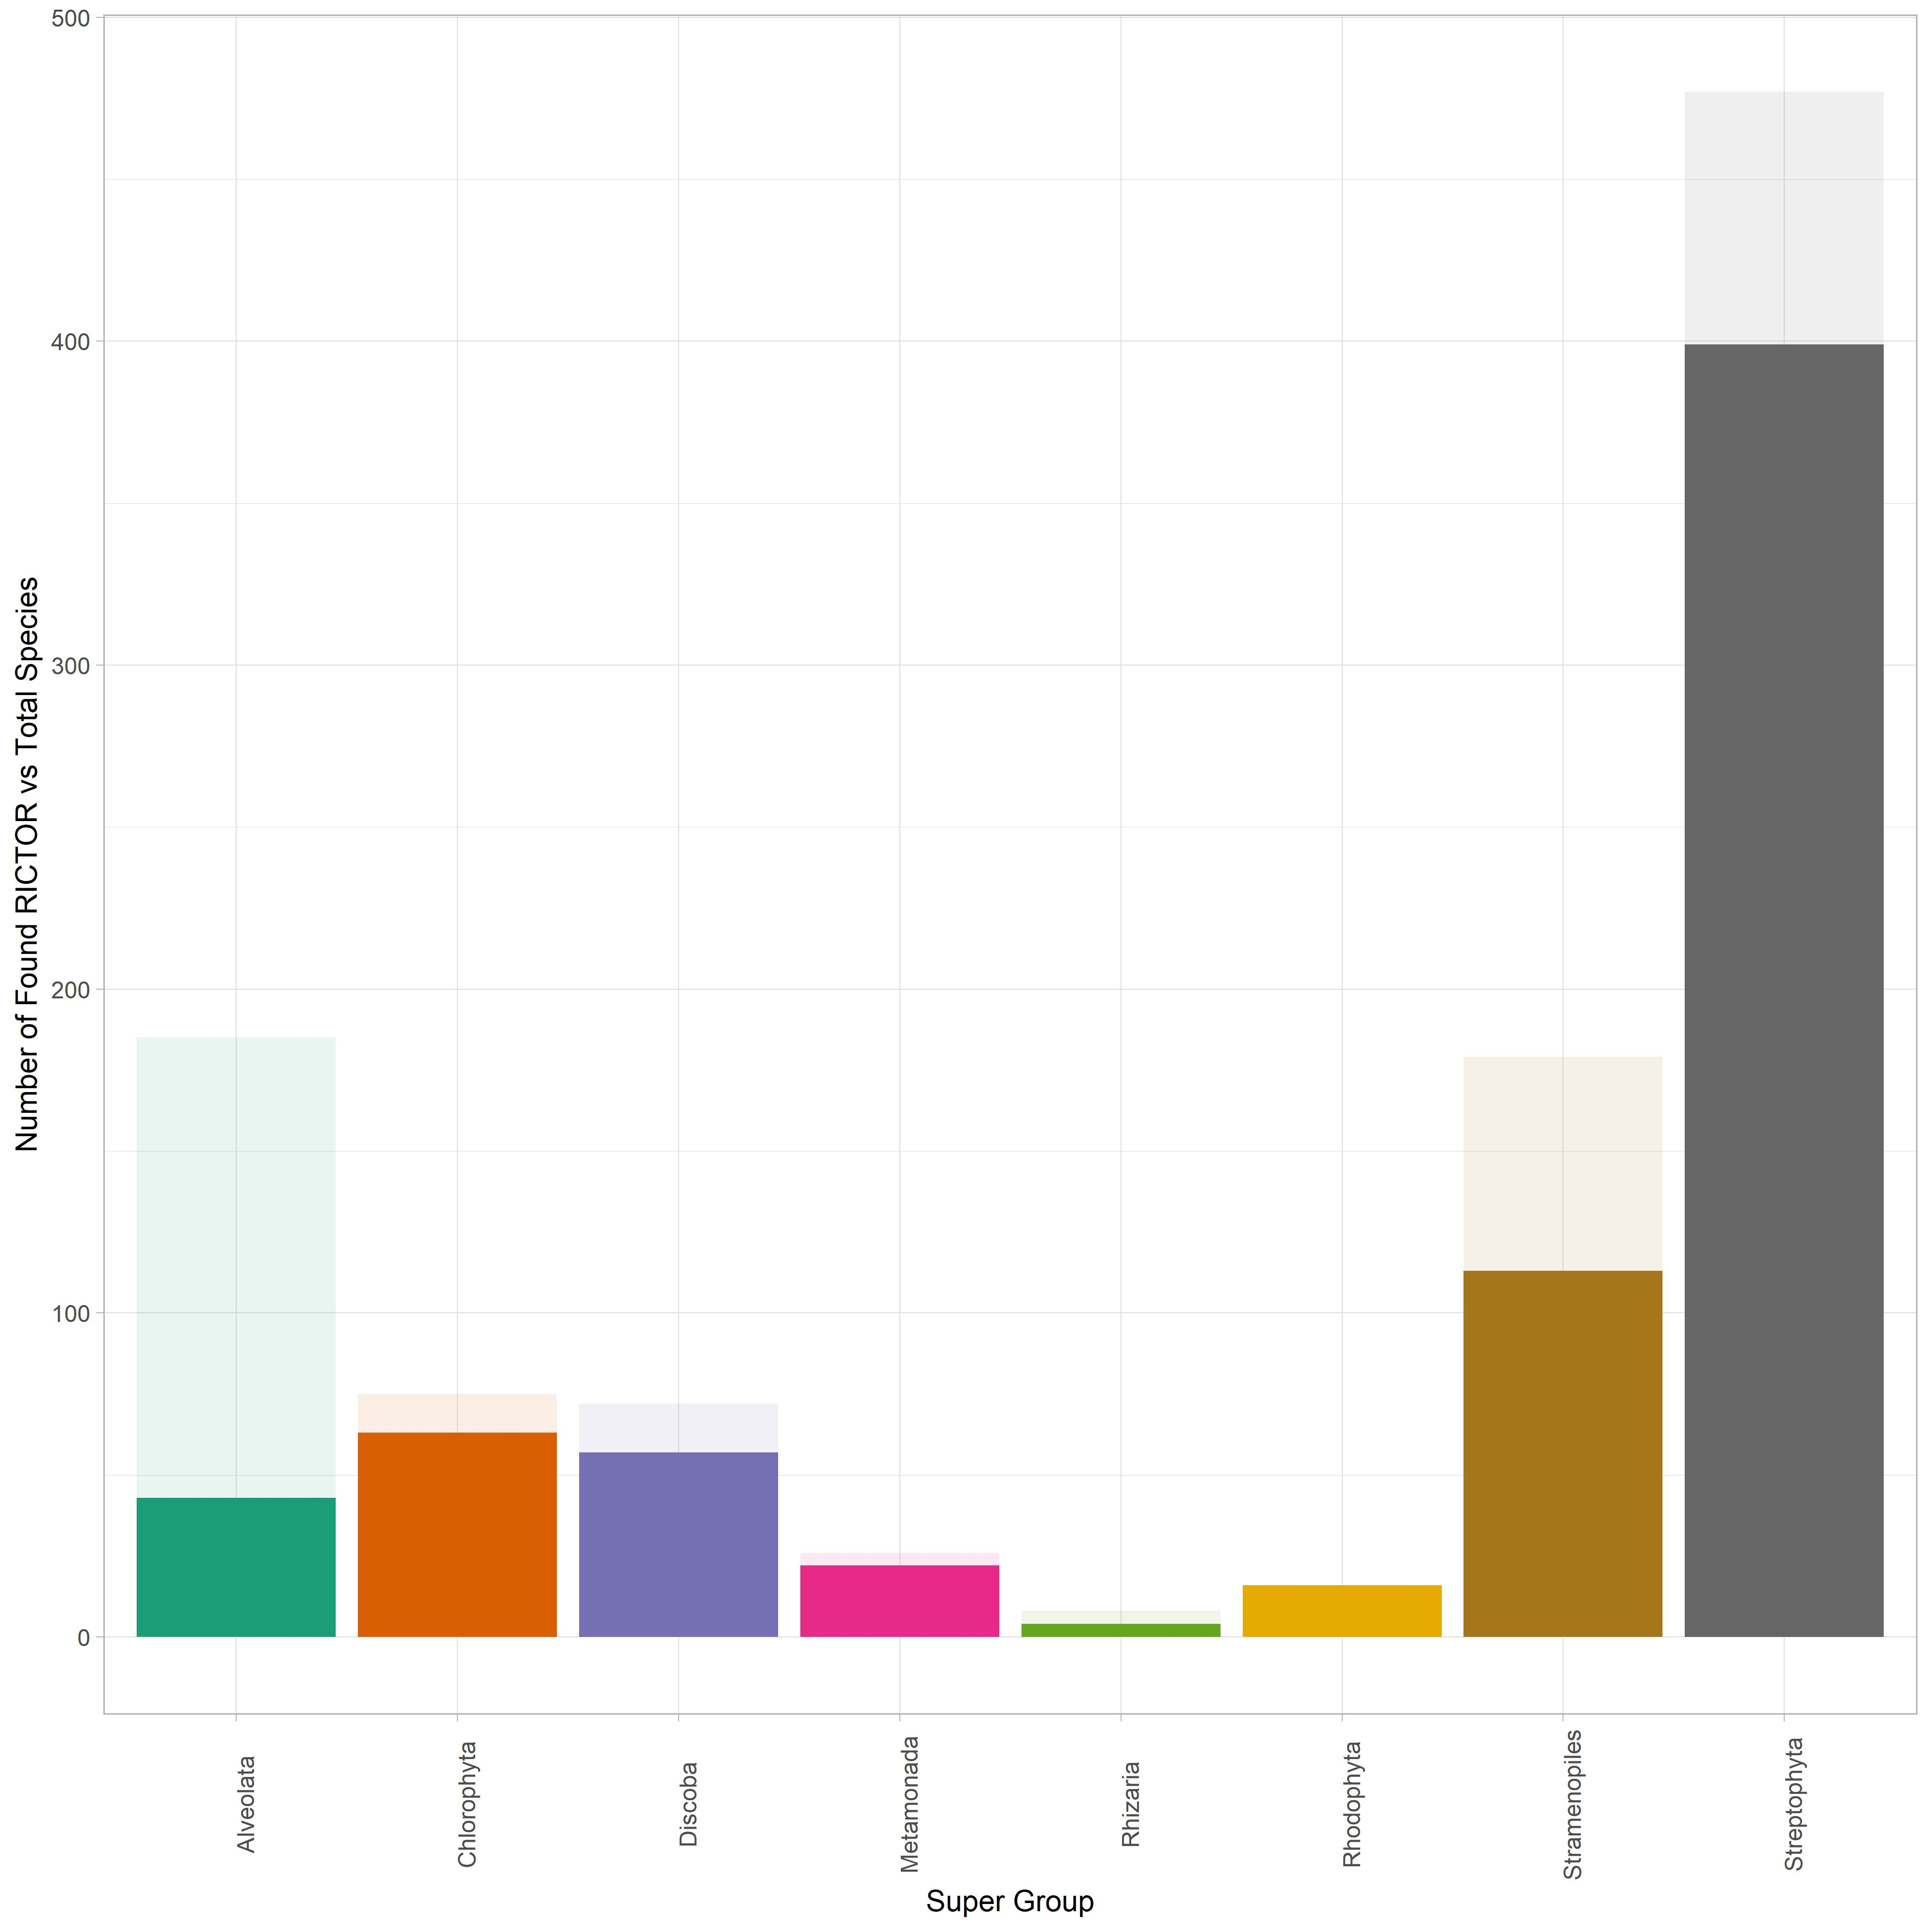 Number of Found RICTOR vs Total Species
500
400
300
200
100
0
Alveolata
Chlorophyta
Discoba
Metamonada
Rhizaria
Rhodophyta
Stramenopiles
Streptophyta
Super Group